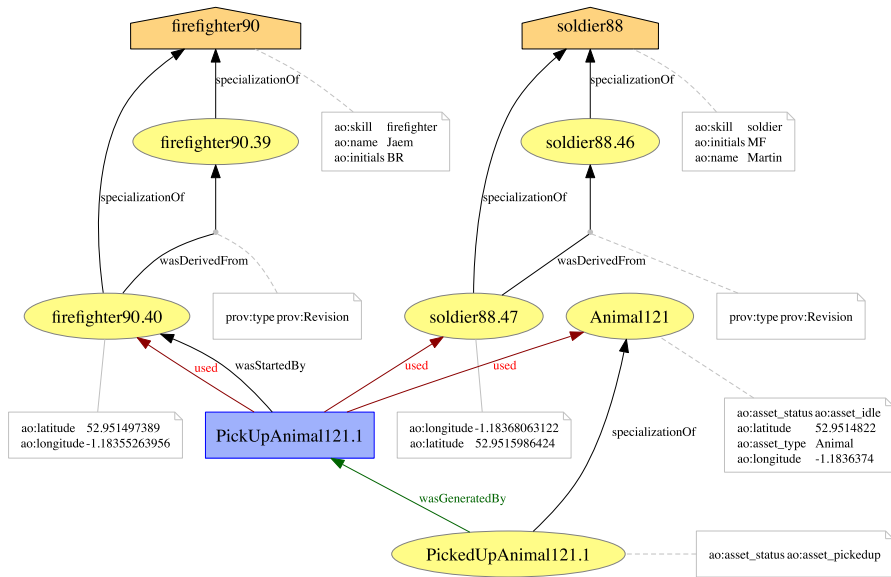 firefighter90
soldier88
specializationOf
specializationOf
ao:skill firefighter
ao:name Jaem
ao:initials BR
ao:skill soldier
ao:initials MF
ao:name Martin
firefighter90.39
soldier88.46
specializationOf
specializationOf
wasDerivedFrom
wasDerivedFrom
firefighter90.40
prov:type prov:Revision
soldier88.47
Animal121
prov:type prov:Revision
used
wasStartedBy
used
used
ao:latitude 52.951497389
ao:longitude -1.18355263956
PickUpAnimal121.1
ao:longitude -1.18368063122
ao:latitude 52.9515986424
specializationOf
ao:asset_status ao:asset_idle
ao:latitude 52.9514822
ao:asset_type Animal
ao:longitude -1.1836374
wasGeneratedBy
PickedUpAnimal121.1
ao:asset_status ao:asset_pickedup